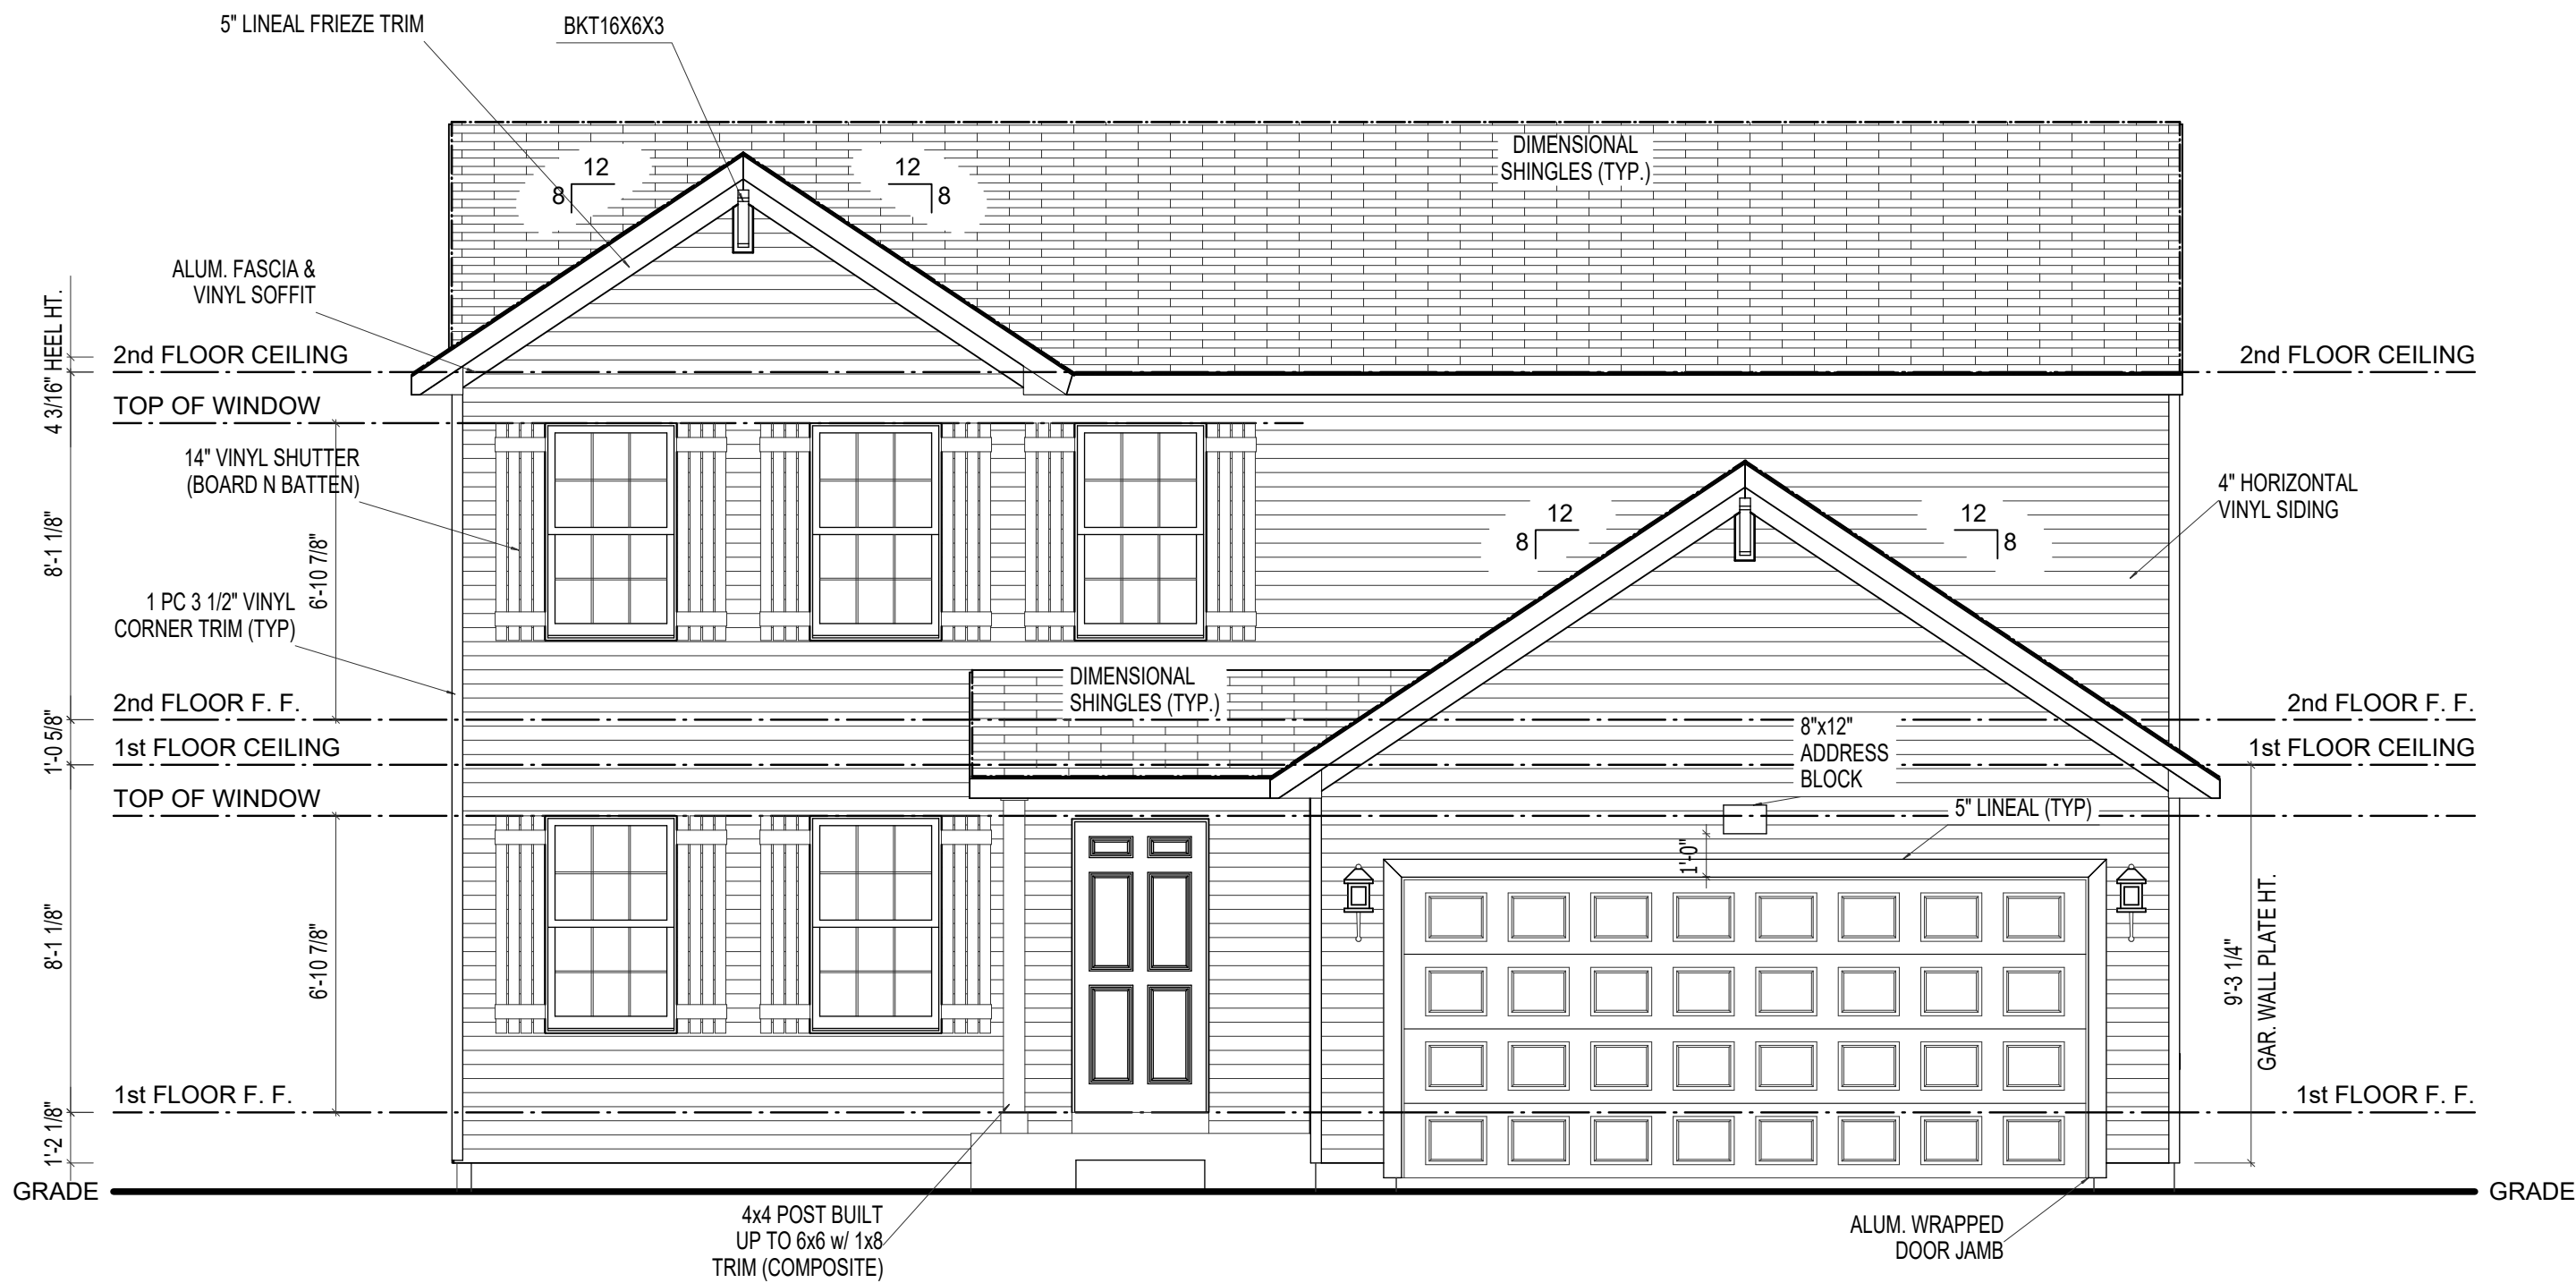 5" LINEAL FRIEZE TRIM
BKT16X6X3
DIMENSIONAL
SHINGLES (TYP.)
12
8
12
8
ALUM. FASCIA &
VINYL SOFFIT
4 3/16" HEEL HT.
2nd FLOOR CEILING
2nd FLOOR CEILING
TOP OF WINDOW
14" VINYL SHUTTER
(BOARD N BATTEN)
4" HORIZONTAL
VINYL SIDING
12
8
12
8
8'-1 1/8"
6'-10 7/8"
1 PC 3 1/2" VINYL
CORNER TRIM (TYP)
DIMENSIONAL
SHINGLES (TYP.)
2nd FLOOR F. F.
2nd FLOOR F. F.
1'-0 5/8"
8"x12"
ADDRESS
BLOCK
1st FLOOR CEILING
1st FLOOR CEILING
TOP OF WINDOW
5" LINEAL (TYP)
1'-0"
8'-1 1/8"
6'-10 7/8"
9'-3 1/4"
GAR. WALL PLATE HT.
1st FLOOR F. F.
1st FLOOR F. F.
1'-2 1/8"
GRADE
GRADE
4x4 POST BUILT
UP TO 6x6 w/ 1x8
TRIM (COMPOSITE)
ALUM. WRAPPED
DOOR JAMB